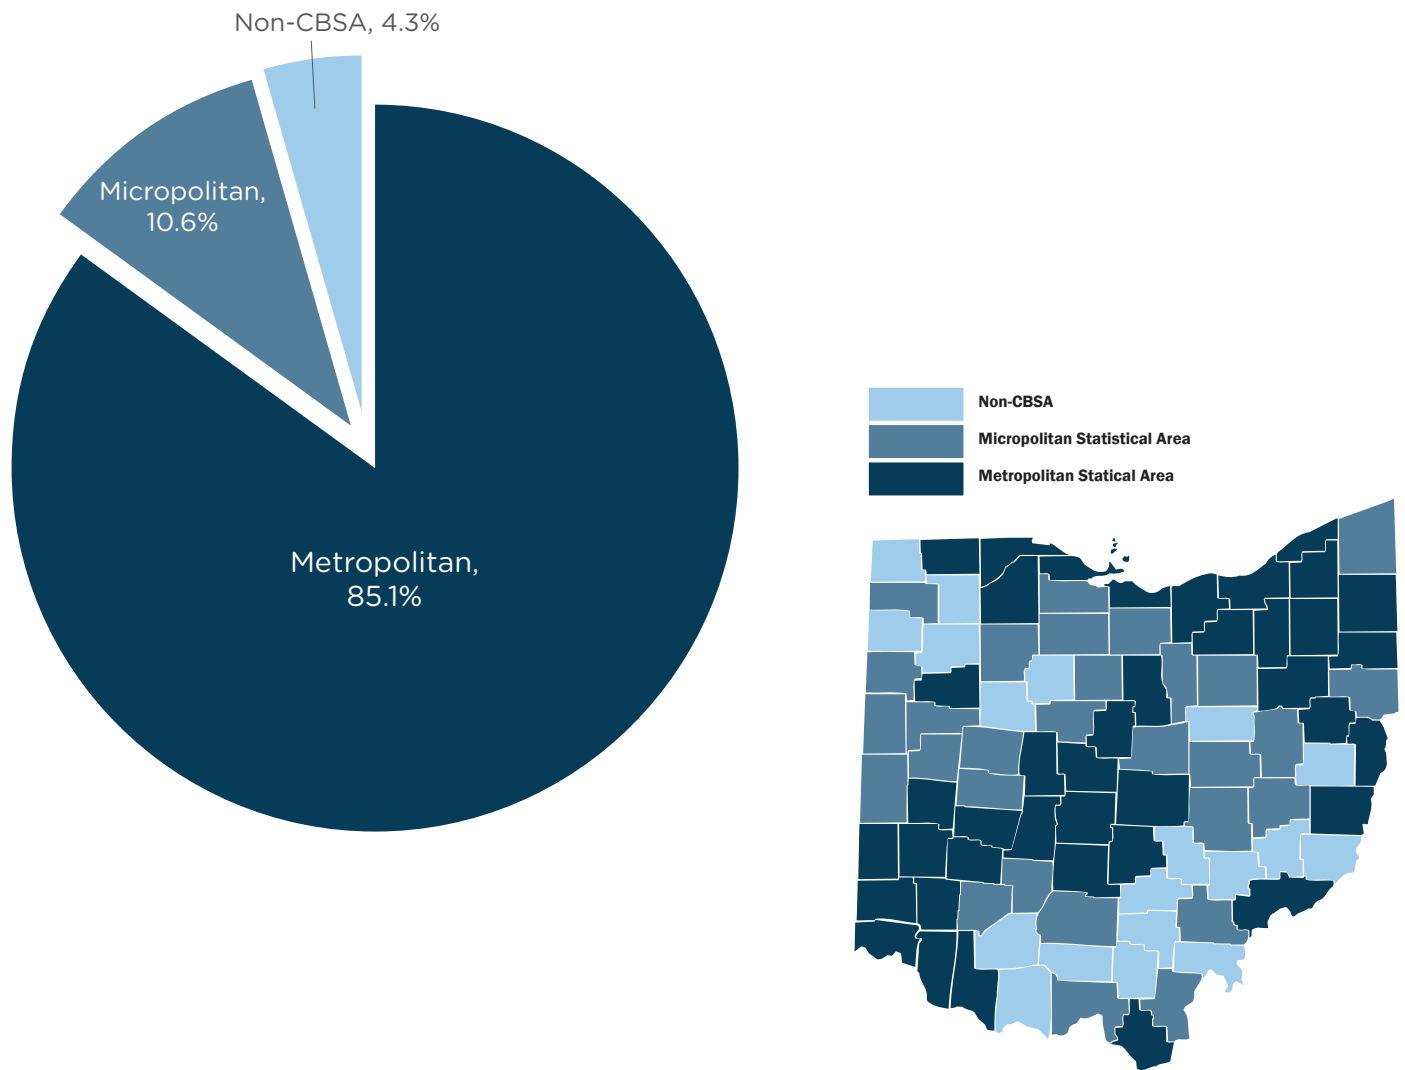 Non-CBSA, 4.3%
Micropolitan,
10.6%
Metropolitan,
85.1%
Non-CBSA
Micropolitan Statistical Area
Metropolitan Statical Area